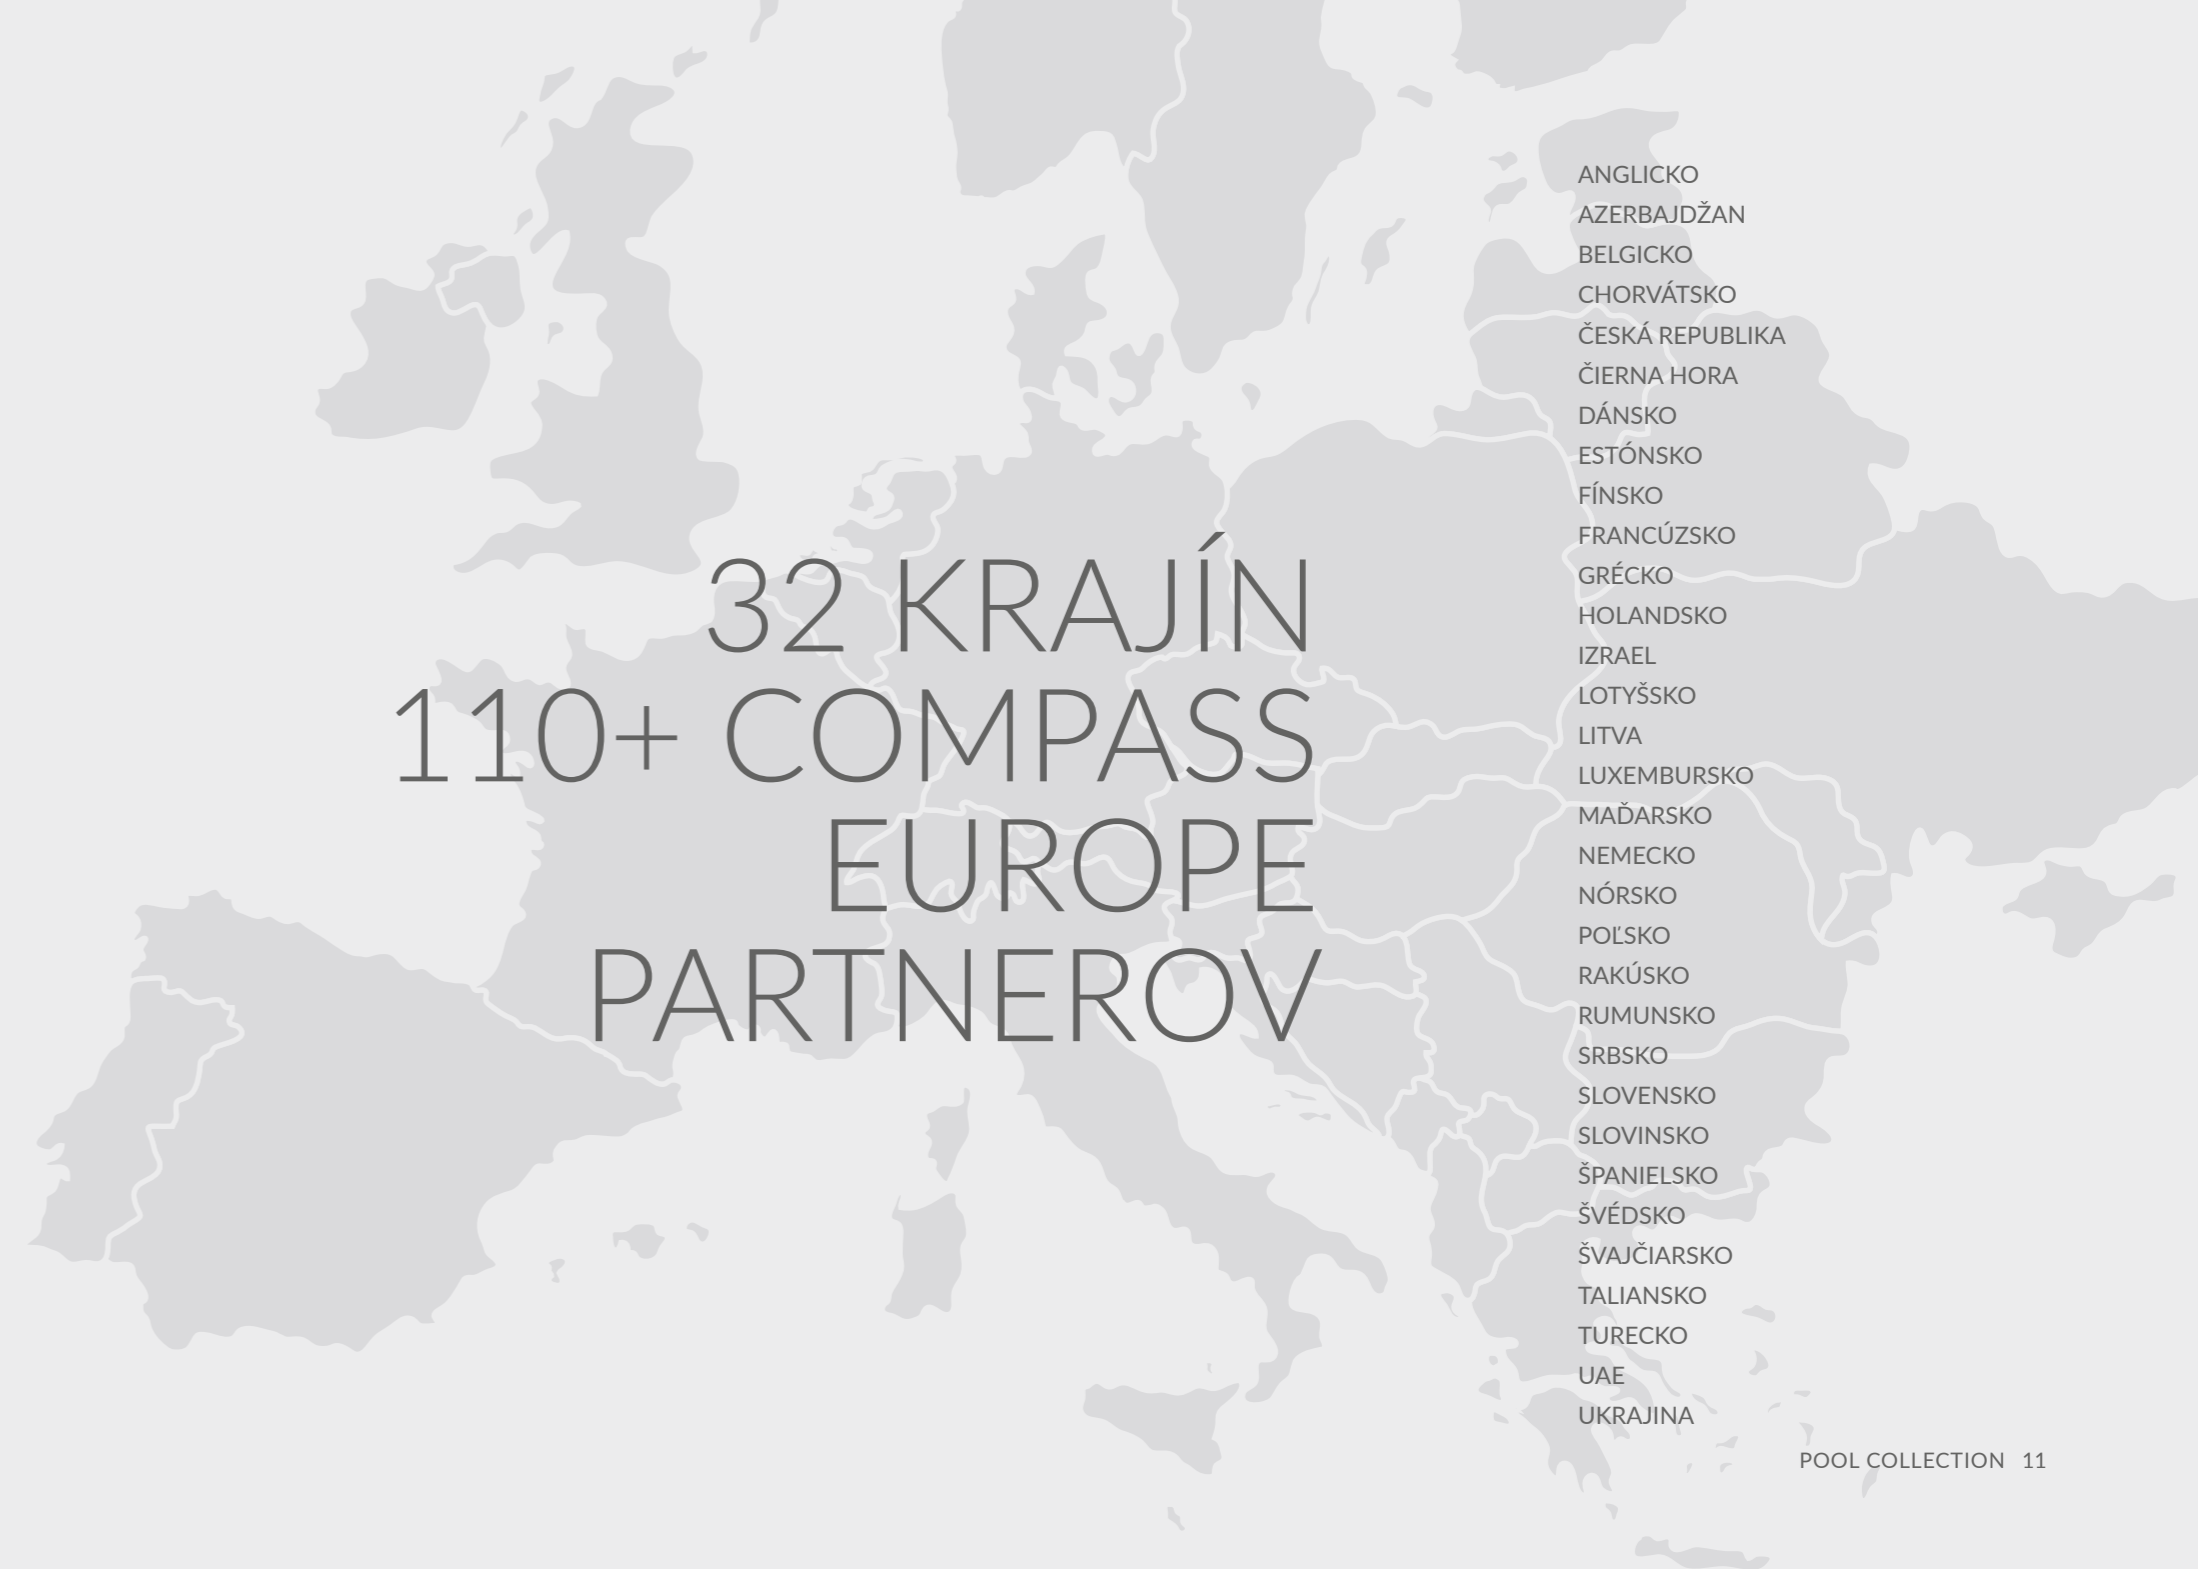 32 KRAJÍN
110+ COMPASS
EUROPE
PARTNEROV
ANGLICKO
AZERBAJDŽAN
BELGICKO
CHORVÁTSKO
ČESKÁ REPUBLIKA
ČIERNA HORA
DÁNSKO
ESTÓNSKO
FÍNSKO
FRANCÚZSKO
GRÉCKO
HOLANDSKO
IZRAEL
LOTYŠSKO
LITVA
LUXEMBURSKO
MAĎARSKO
NEMECKO
NÓRSKO
POĽSKO
RAKÚSKO
RUMUNSKO
SRBSKO
SLOVENSKO
SLOVINSKO
ŠPANIELSKO
ŠVÉDSKO
ŠVAJČIARSKO
TALIANSKO
TURECKO
UAE
UKRAJINA
POOL COLLECTION 11